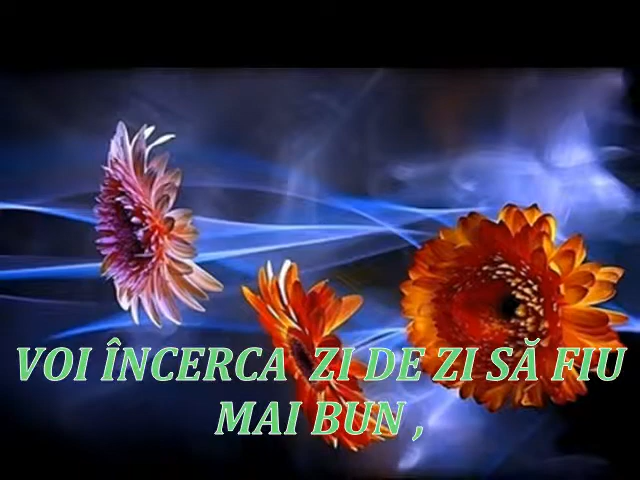 VOI ÎNCERCA ZI DE ZI SĂ FIU
MAI BUN ,